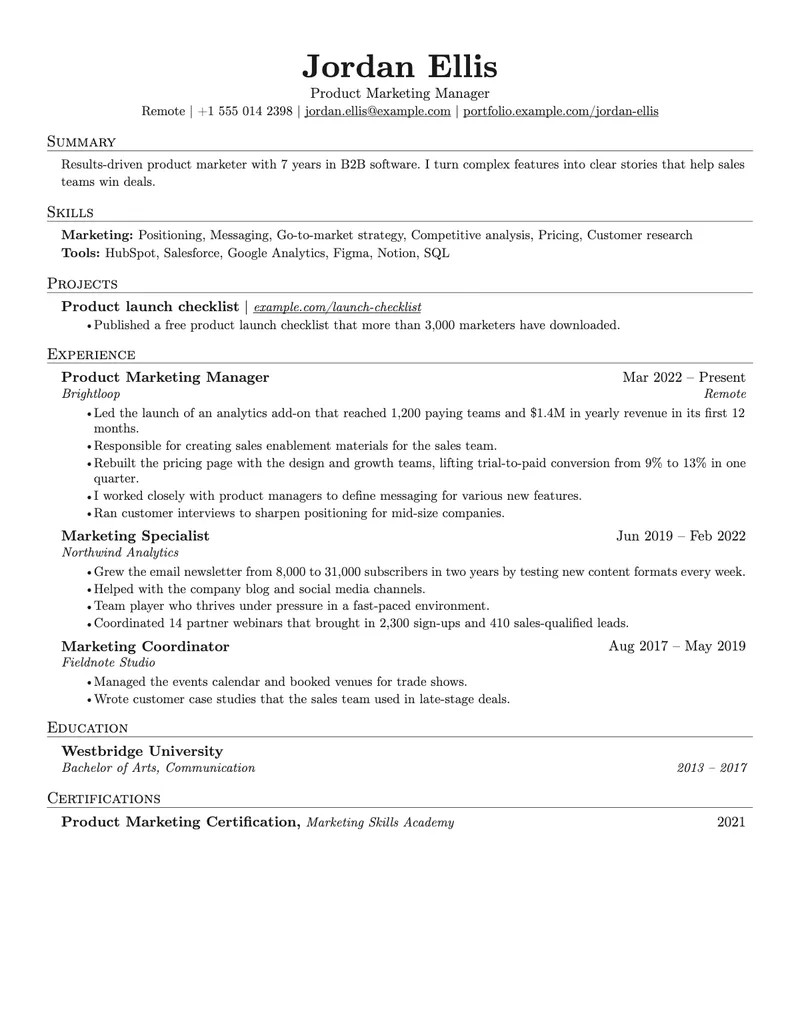 Jordan Ellis
Product Marketing Manager
Remote | +1 555 014 2398 | jordan.ellis@example.com | portfolio.example.com/jordan-ellis
Summary
Results-driven product marketer with 7 years in B2B software. I turn complex features into clear stories that help sales
teams win deals.
Skills
Marketing: Positioning, Messaging, Go-to-market strategy, Competitive analysis, Pricing, Customer research
Tools: HubSpot, Salesforce, Google Analytics, Figma, Notion, SQL
Projects
Product launch checklist | example.com/launch-checklist
• Published a free product launch checklist that more than 3,000 marketers have downloaded.
Experience
Product Marketing Manager Mar 2022 – Present
Brightloop Remote
• Led the launch of an analytics add-on that reached 1,200 paying teams and $1.4M in yearly revenue in its first 12
months.
• Responsible for creating sales enablement materials for the sales team.
• Rebuilt the pricing page with the design and growth teams, lifting trial-to-paid conversion from 9% to 13% in one
quarter.
• I worked closely with product managers to define messaging for various new features.
• Ran customer interviews to sharpen positioning for mid-size companies.
Marketing Specialist Jun 2019 – Feb 2022
Northwind Analytics
• Grew the email newsletter from 8,000 to 31,000 subscribers in two years by testing new content formats every week.
• Helped with the company blog and social media channels.
• Team player who thrives under pressure in a fast-paced environment.
• Coordinated 14 partner webinars that brought in 2,300 sign-ups and 410 sales-qualified leads.
Marketing Coordinator Aug 2017 – May 2019
Fieldnote Studio
• Managed the events calendar and booked venues for trade shows.
• Wrote customer case studies that the sales team used in late-stage deals.
Education
Westbridge University
Bachelor of Arts, Communication 2013 – 2017
Certifications
Product Marketing Certification, Marketing Skills Academy 2021